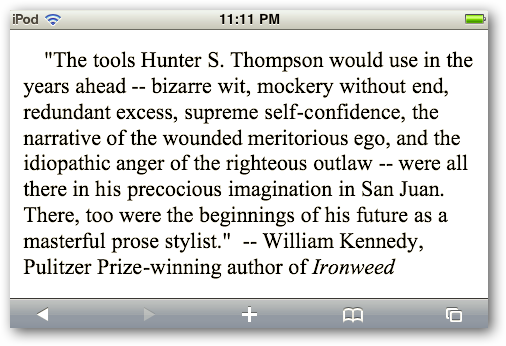 iPod 11:11 PM
"The tools Hunter S. Thompson would use in the
years ahead -- bizarre wit, mockery without end,
redundant excess, supreme self-confidence, the
narrative of the wounded meritorious ego, and the
idiopathic anger of the righteous outlaw -- were all
there in his precocious imagination in San Juan.
There, too were the beginnings of his future as a
masterful prose stylist." -- William Kennedy,
Pulitzer Prize-winning author of Ironweed